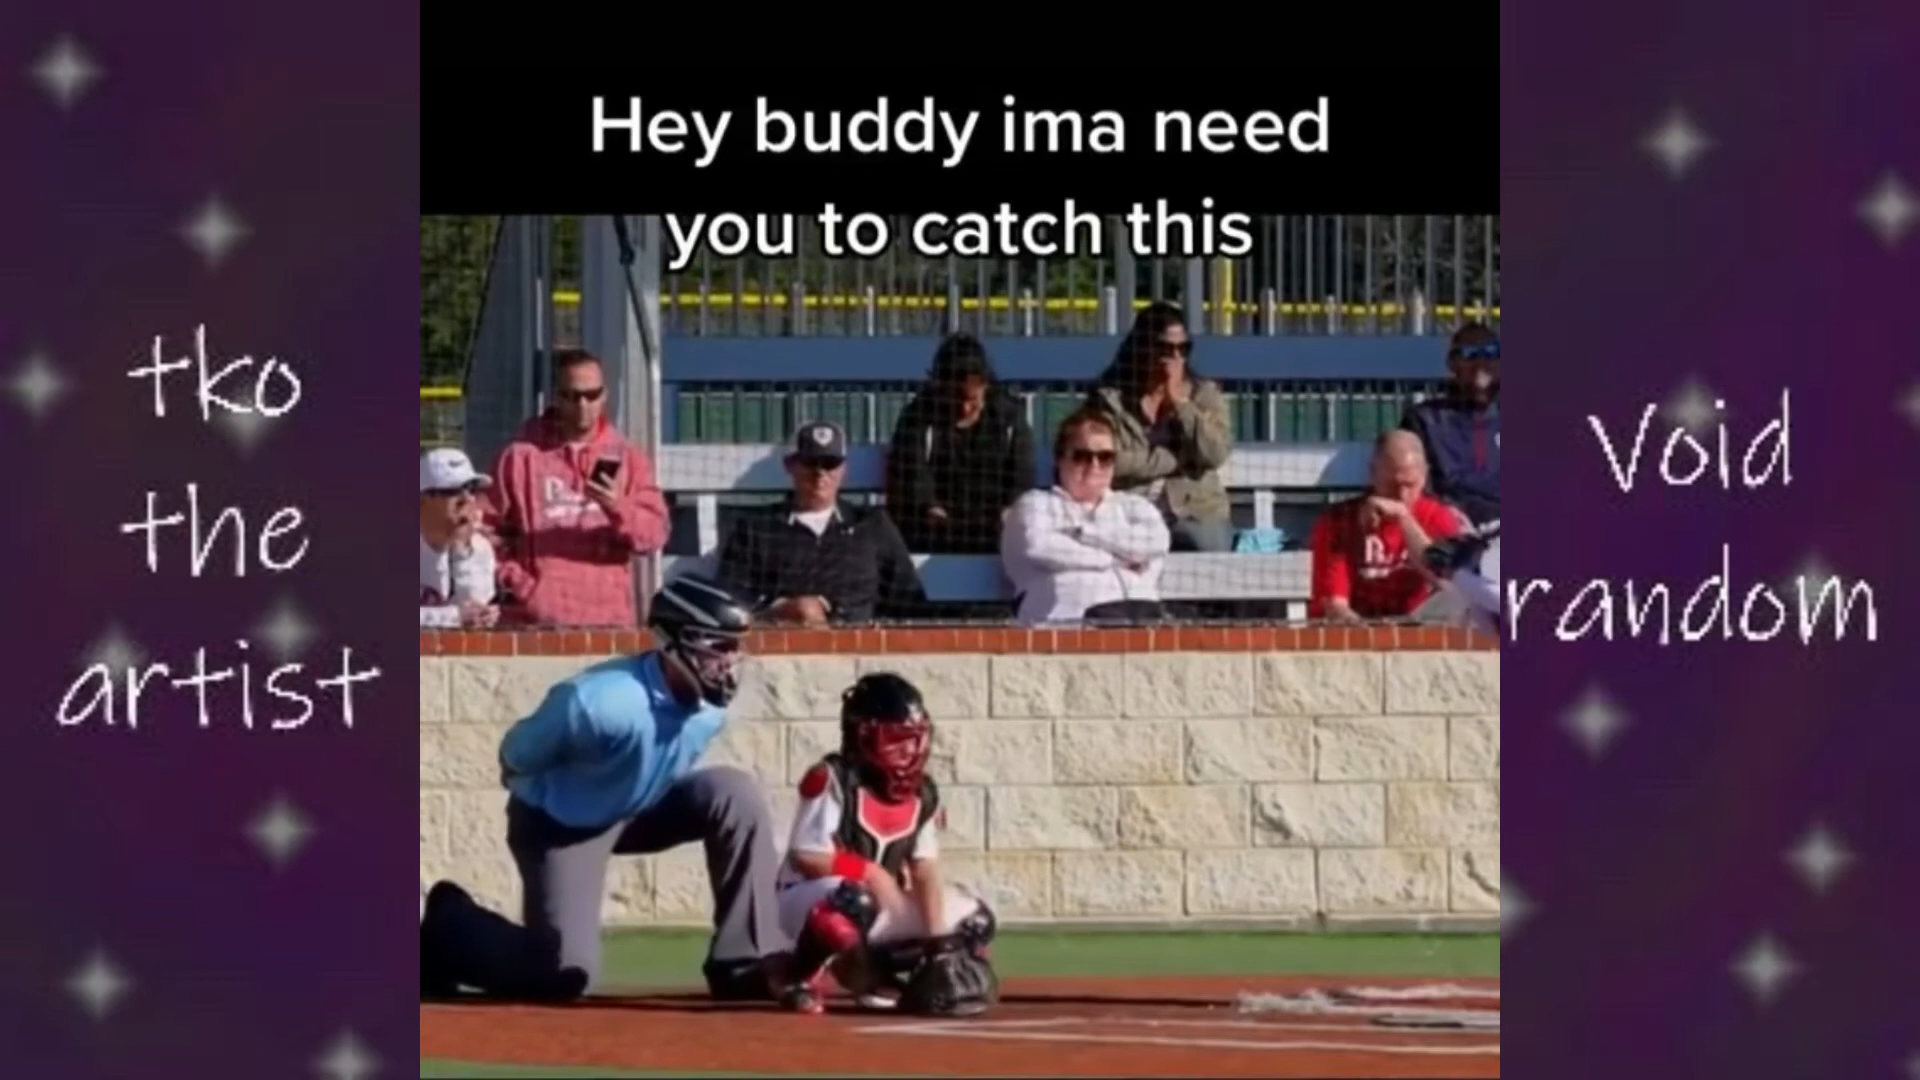 Hey buddy ima need
you to catch this
tko
the
artist
Void
random